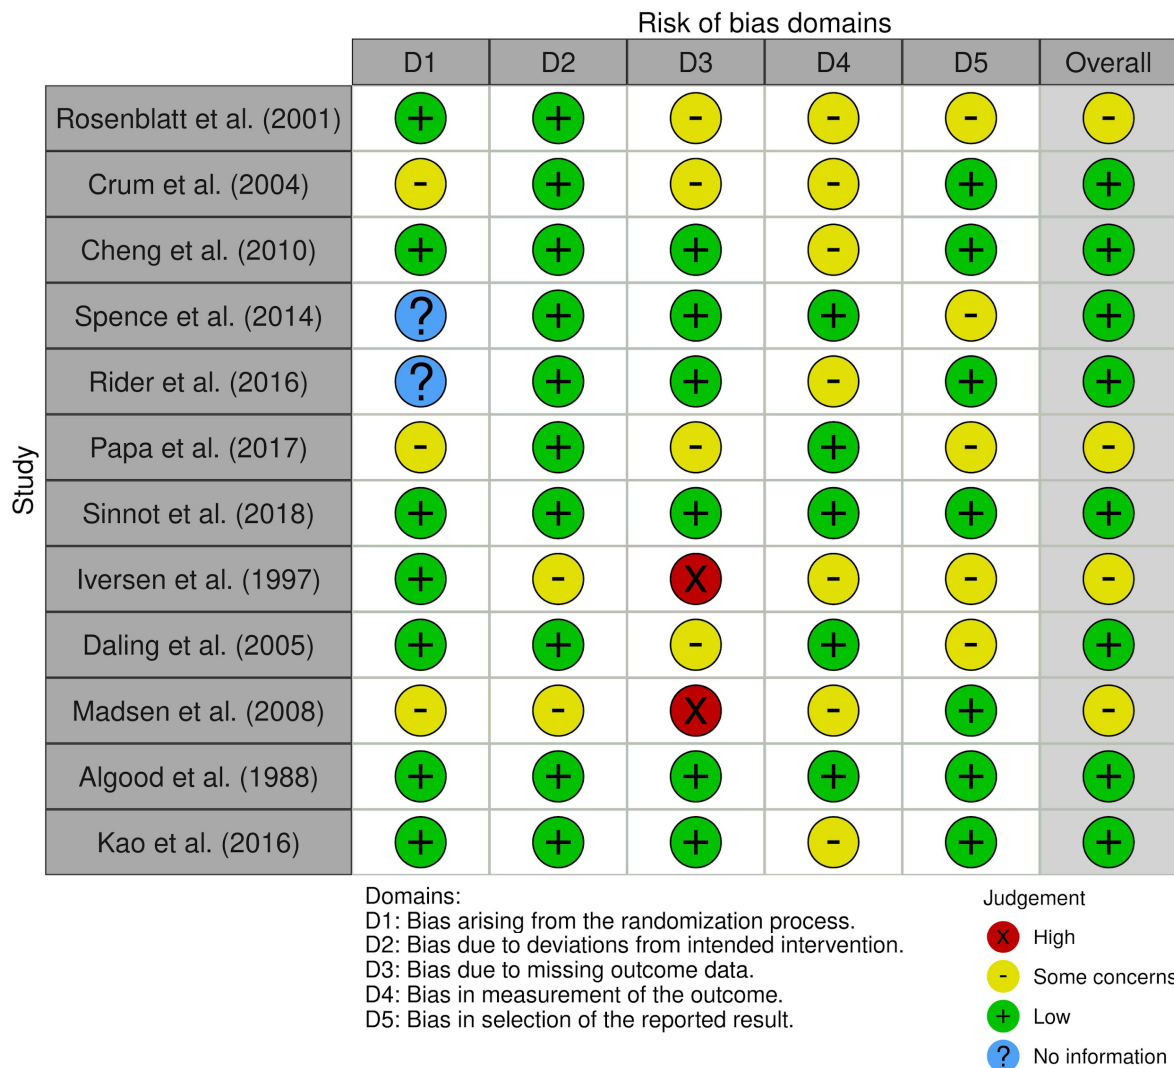 Risk of bias domains
D1 D2 D3 D4 D5 Overall
Study
Rosenblatt et al. (2001) + + - - - -
Crum et al. (2004) - + - - + +
Cheng et al. (2010) + + + - + +
Spence et al. (2014) ? + + + - +
Rider et al. (2016) ? + + - + +
Papa et al. (2017) - + - + - -
Sinnot et al. (2018) + + + + + +
Iversen et al. (1997) + - X - - -
Daling et al. (2005) + + - + - +
Madsen et al. (2008) - - X - + -
Algood et al. (1988) + + + + + +
Kao et al. (2016) + + + - + +
Domains:
D1: Bias arising from the randomization process.
D2: Bias due to deviations from intended intervention.
D3: Bias due to missing outcome data.
D4: Bias in measurement of the outcome.
D5: Bias in selection of the reported result.
Judgement
X High
- Some concerns
+ Low
? No information